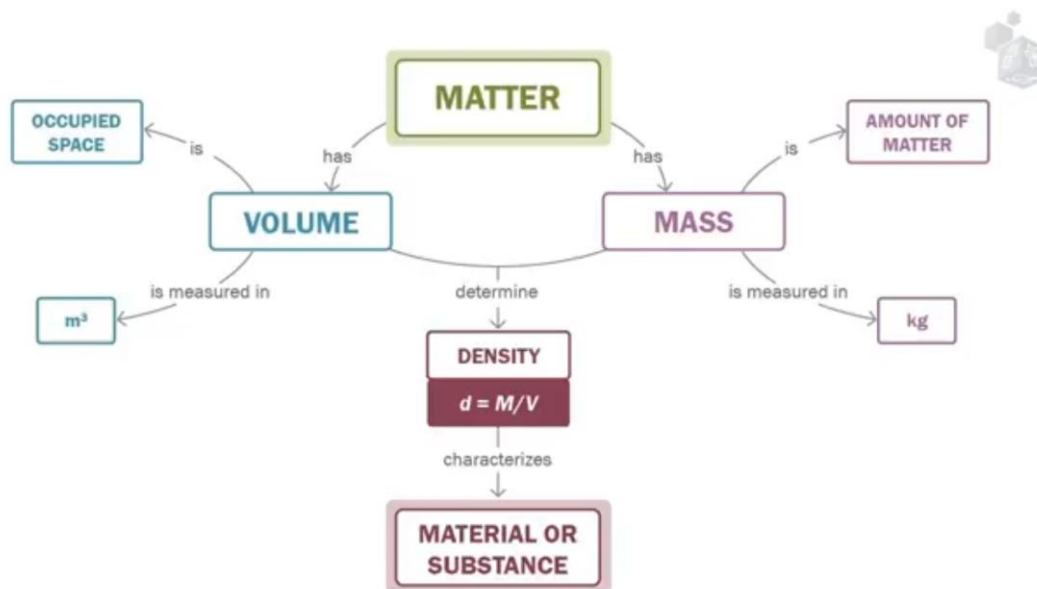 MATTER
OCCUPIED
SPACE
is
has
has
is
AMOUNT OF
MATTER
VOLUME
MASS
is measured in
determine
is measured in
m³
kg
DENSITY
d = M/V
characterizes
MATERIAL OR
SUBSTANCE